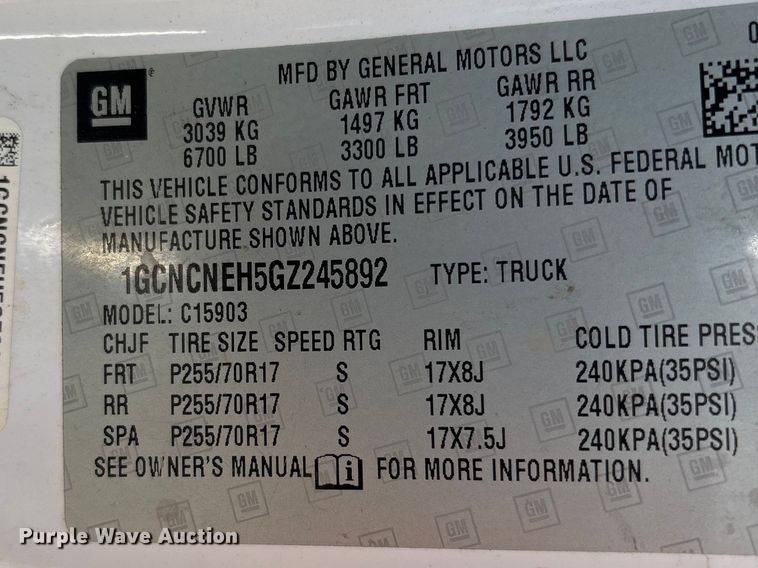 MFD BY GENERAL MOTORS LLC
GM
GVWR GAWR FRT GAWR RR
3039 KG 1497 KG 1792 KG
6700 LB 3300 LB 3950 LB
THIS VEHICLE CONFORMS TO ALL APPLICABLE U.S. FEDERAL
VEHICLE SAFETY STANDARDS IN EFFECT ON THE DATE OF
MANUFACTURE SHOWN ABOVE.
1GCNCNEH5GZ245892 TYPE: TRUCK
MODEL: C15903
CHJF TIRE SIZE SPEED RTG RIM COLD TIRE PRES
FRT P255/70R17 S 17X8J 240KPA(35PSI)
RR P255/70R17 S 17X8J 240KPA(35PSI)
SPA P255/70R17 S 17X7.5J 240KPA(35PSI)
SEE OWNER'S MANUAL i FOR MORE INFORMATION.
Purple Wave Auction